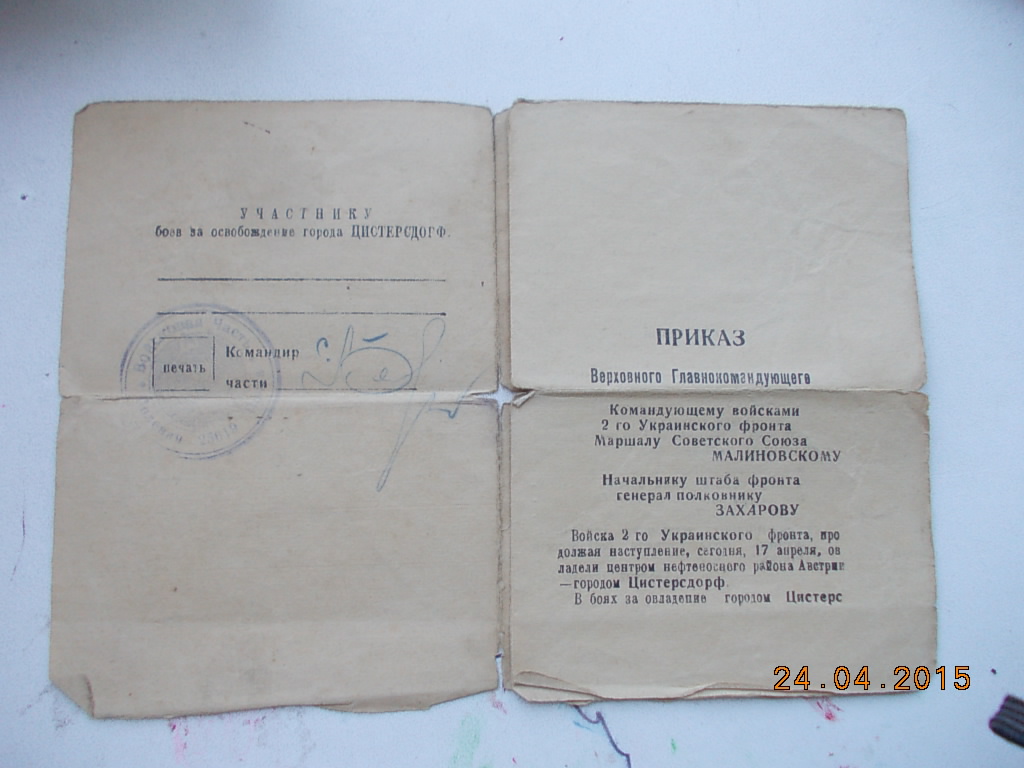 УЧАСТНИКУ
боев за освобождение города ЦИСТЕРСДОГФ.
печать
Командир
части
ПРИКАЗ
Верховного Главнокомандующего
Командующему войсками
2 го Украинского фронта
Маршалу Советского Союза
МАЛИНОВСКОМУ
Начальнику штаба фронта
генерал полковнику
ЗАХАРОВУ
Войска 2 го Украинского фронта, про
должая наступление, сегодня, 17 апреля, ов
ладели центром нефтеносного района Австрии
—городом Цистерсдорф.
В боях за овладение городом Цистерс
24.04.2015